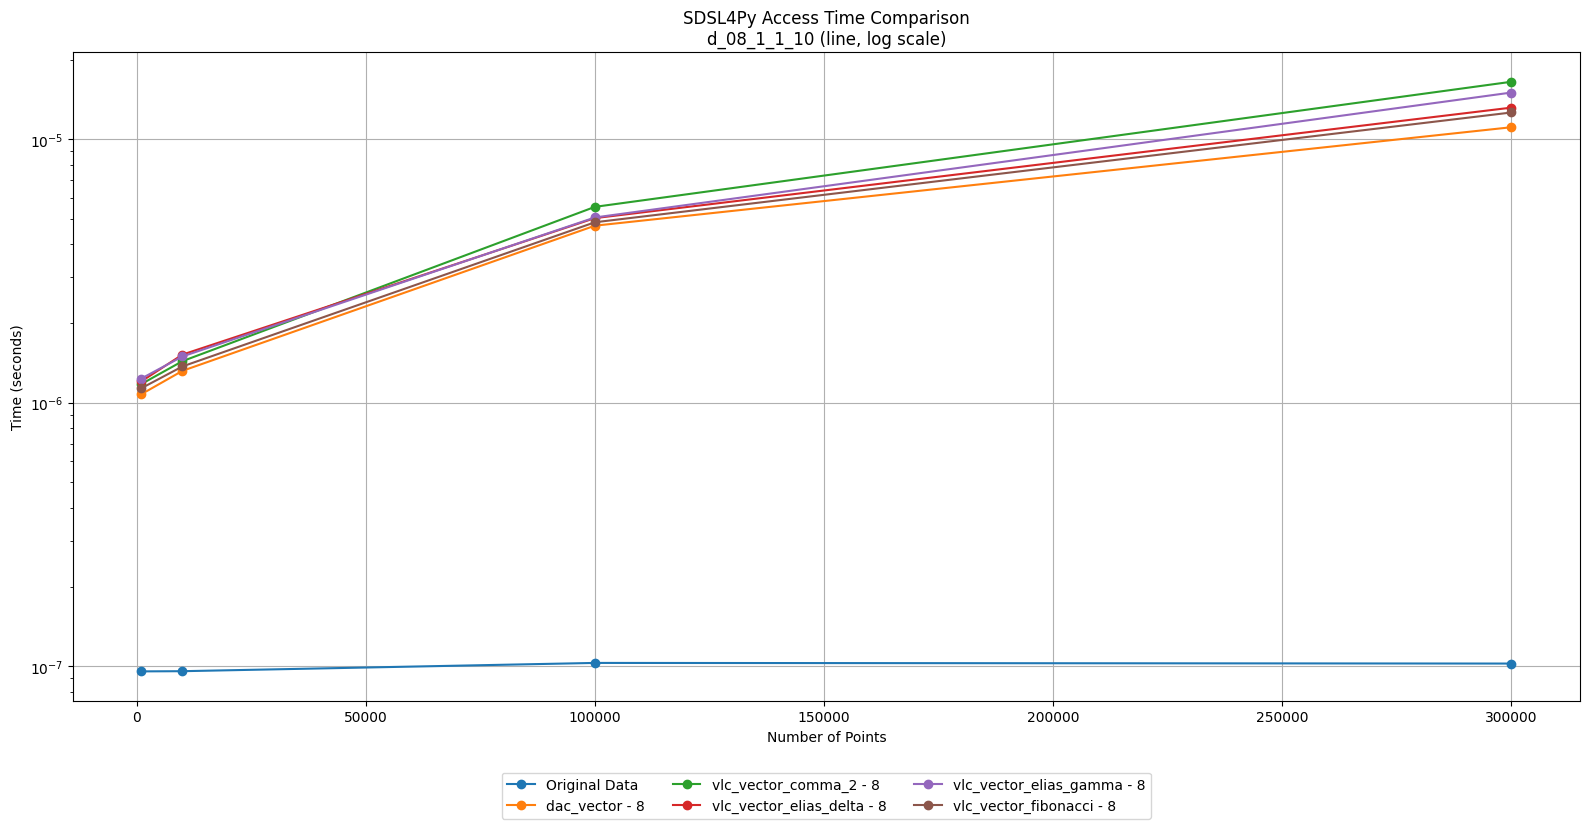 SDSL4Py Access Time Comparison
d_08_1_1_10 (line, log scale)
Time (seconds)
10^-5
10^-6
10^-7
0 50000 100000 150000 200000 250000 300000
Number of Points
Original Data vlc_vector_comma_2 - 8 vlc_vector_elias_gamma - 8
dac_vector - 8 vlc_vector_elias_delta - 8 vlc_vector_fibonacci - 8